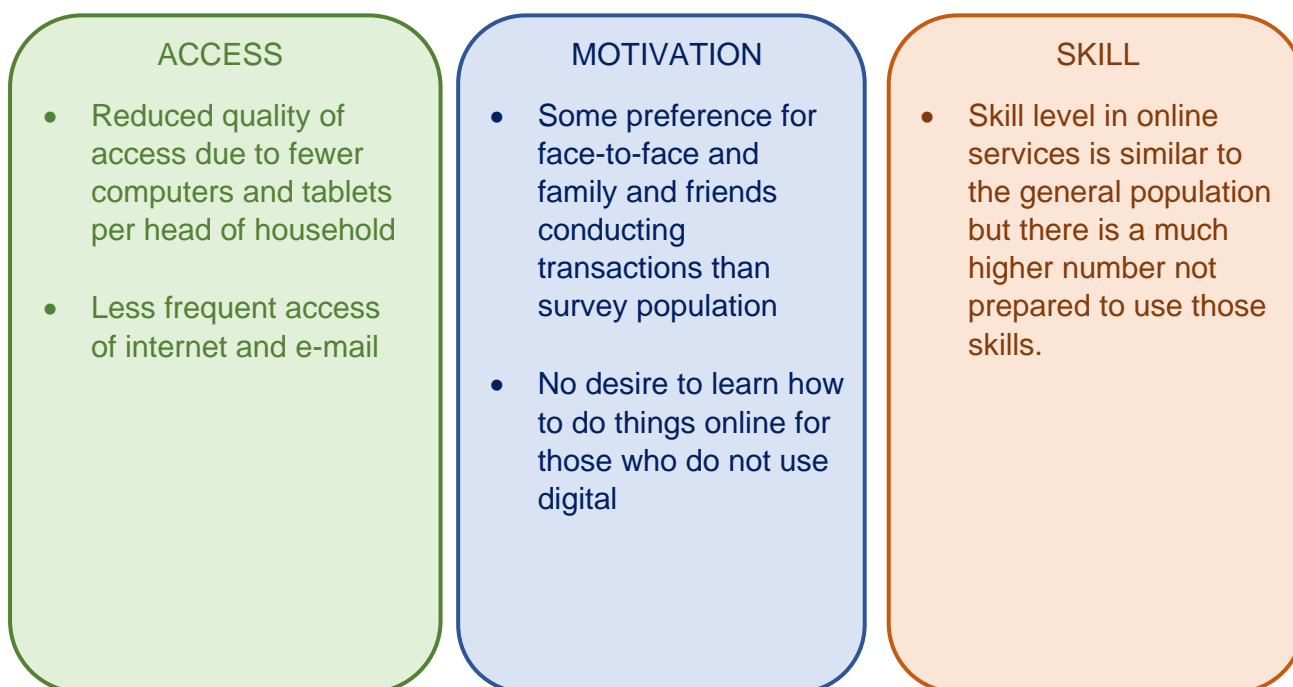 ACCESS
• Reduced quality of
access due to fewer
computers and tablets
per head of household
• Less frequent access
of internet and e-mail
MOTIVATION
• Some preference for
face-to-face and
family and friends
conducting
transactions than
survey population
• No desire to learn how
to do things online for
those who do not use
digital
SKILL
• Skill level in online
services is similar to
the general population
but there is a much
higher number not
prepared to use those
skills.